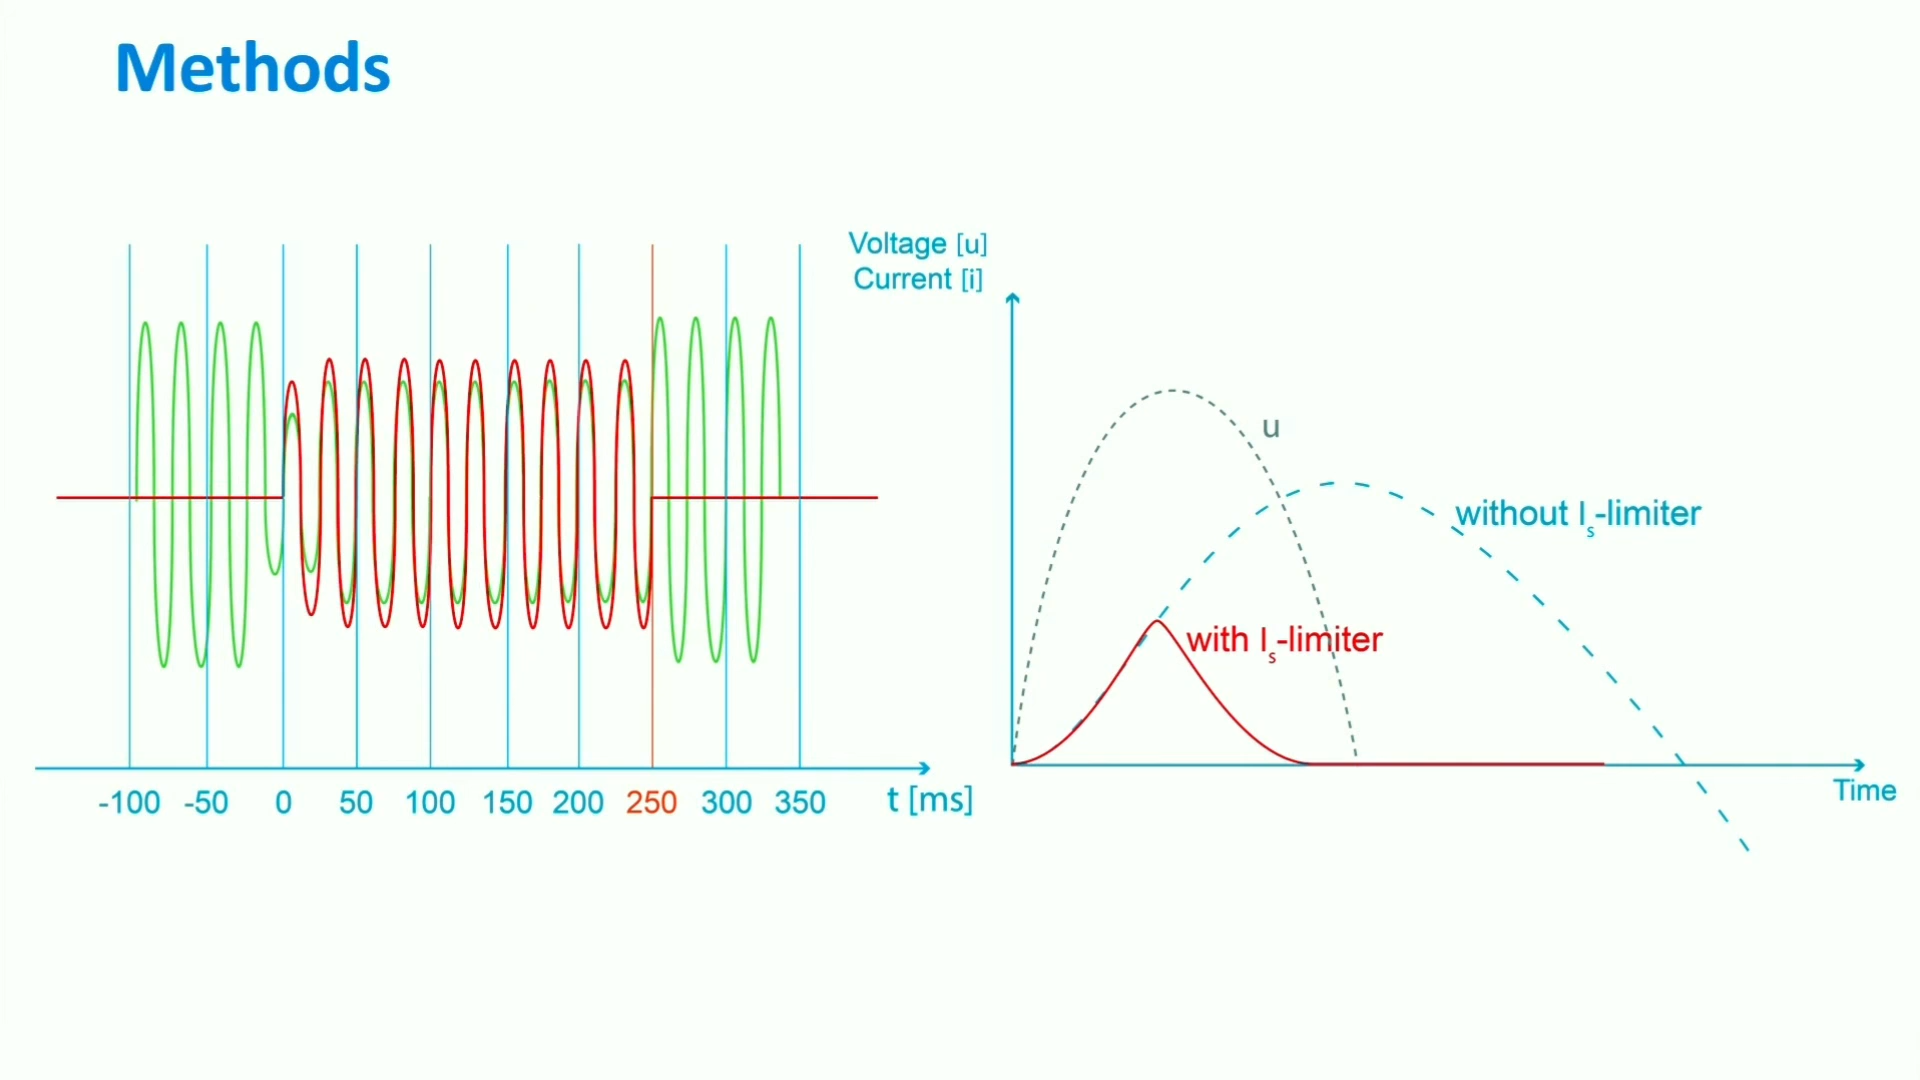 Methods
Voltage [u]
Current [i]
u
without Is-limiter
with Is-limiter
Time
-100 -50 0 50 100 150 200 250 300 350 t [ms]